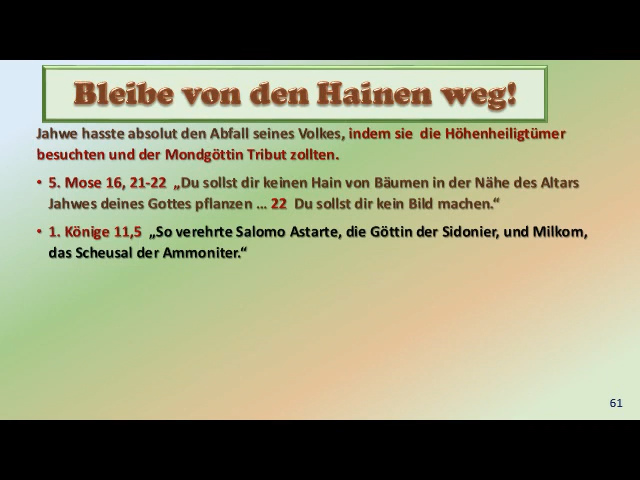 Bleibe von den Hainen weg!
Jahwe hasste absolut den Abfall seines Volkes, indem sie die Höhenheiligtümer
besuchten und der Mondgöttin Tribut zollten.
• 5. Mose 16, 21-22 „Du sollst dir keinen Hain von Bäumen in der Nähe des Altars
Jahwes deines Gottes pflanzen … 22 Du sollst dir kein Bild machen.“
• 1. Könige 11,5 „So verehrte Salomo Astarte, die Göttin der Sidonier, und Milkom,
das Scheusal der Ammoniter.“
61